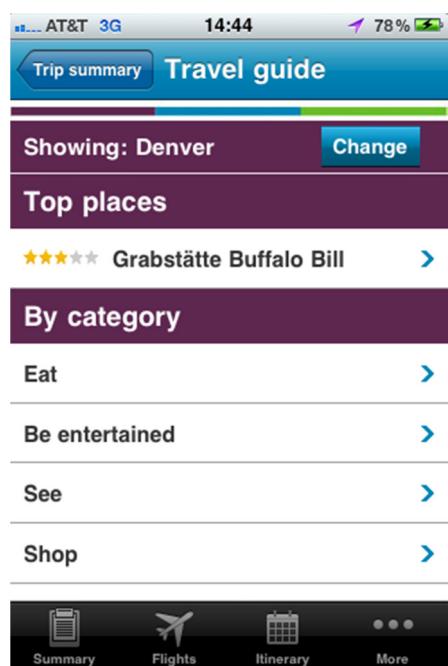 AT&T 3G 14:44 78%
Trip summary Travel guide
Showing: Denver Change
Top places
Grabstätte Buffalo Bill
By category
Eat
Be entertained
See
Shop
Summary Flights Itinerary More